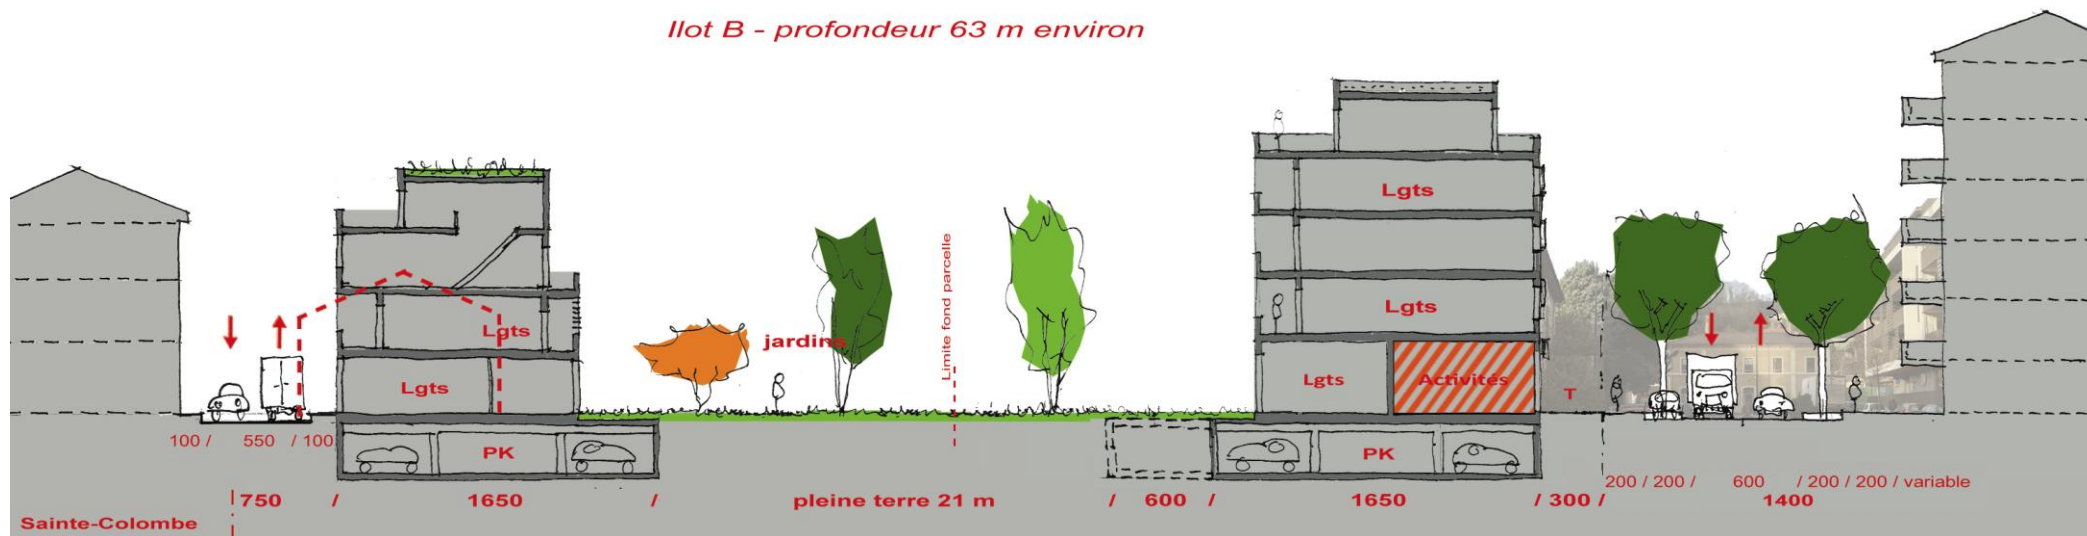 Ilot B - profondeur 63 m environ
Lgts
Lgts
Lgts
Lgts
jardins
Limite fond parcelle
Lgts
Activités
T
100 / 550 / 100
PK
PK
200 / 200 / 600 / 200 / 200 / variable
750 / 1650 / pleine terre 21 m / 600 / 1650 / 300 / 1400
Sainte-Colombe